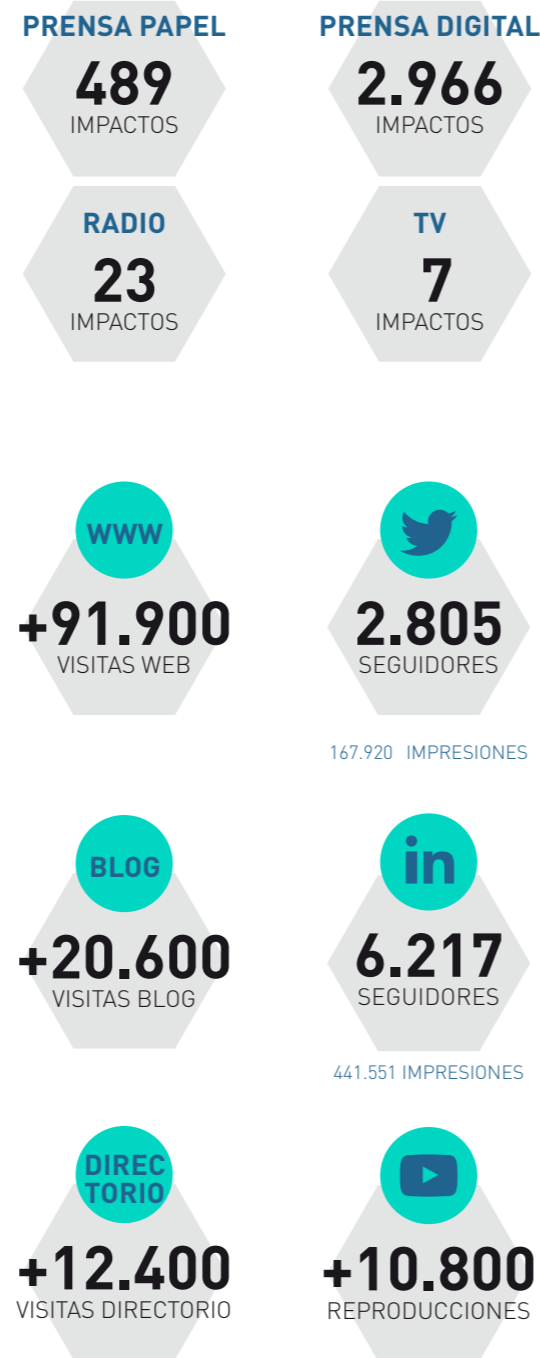 PRENSA PAPEL
489
IMPACTOS
PRENSA DIGITAL
2.966
IMPACTOS
RADIO
23
IMPACTOS
TV
7
IMPACTOS
WWW
+91.900
VISITAS WEB
2.805
SEGUIDORES
167.920 IMPRESIONES
BLOG
+20.600
VISITAS BLOG
in
6.217
SEGUIDORES
441.551 IMPRESIONES
DIREC
TORIO
+12.400
VISITAS DIRECTORIO
+10.800
REPRODUCCIONES